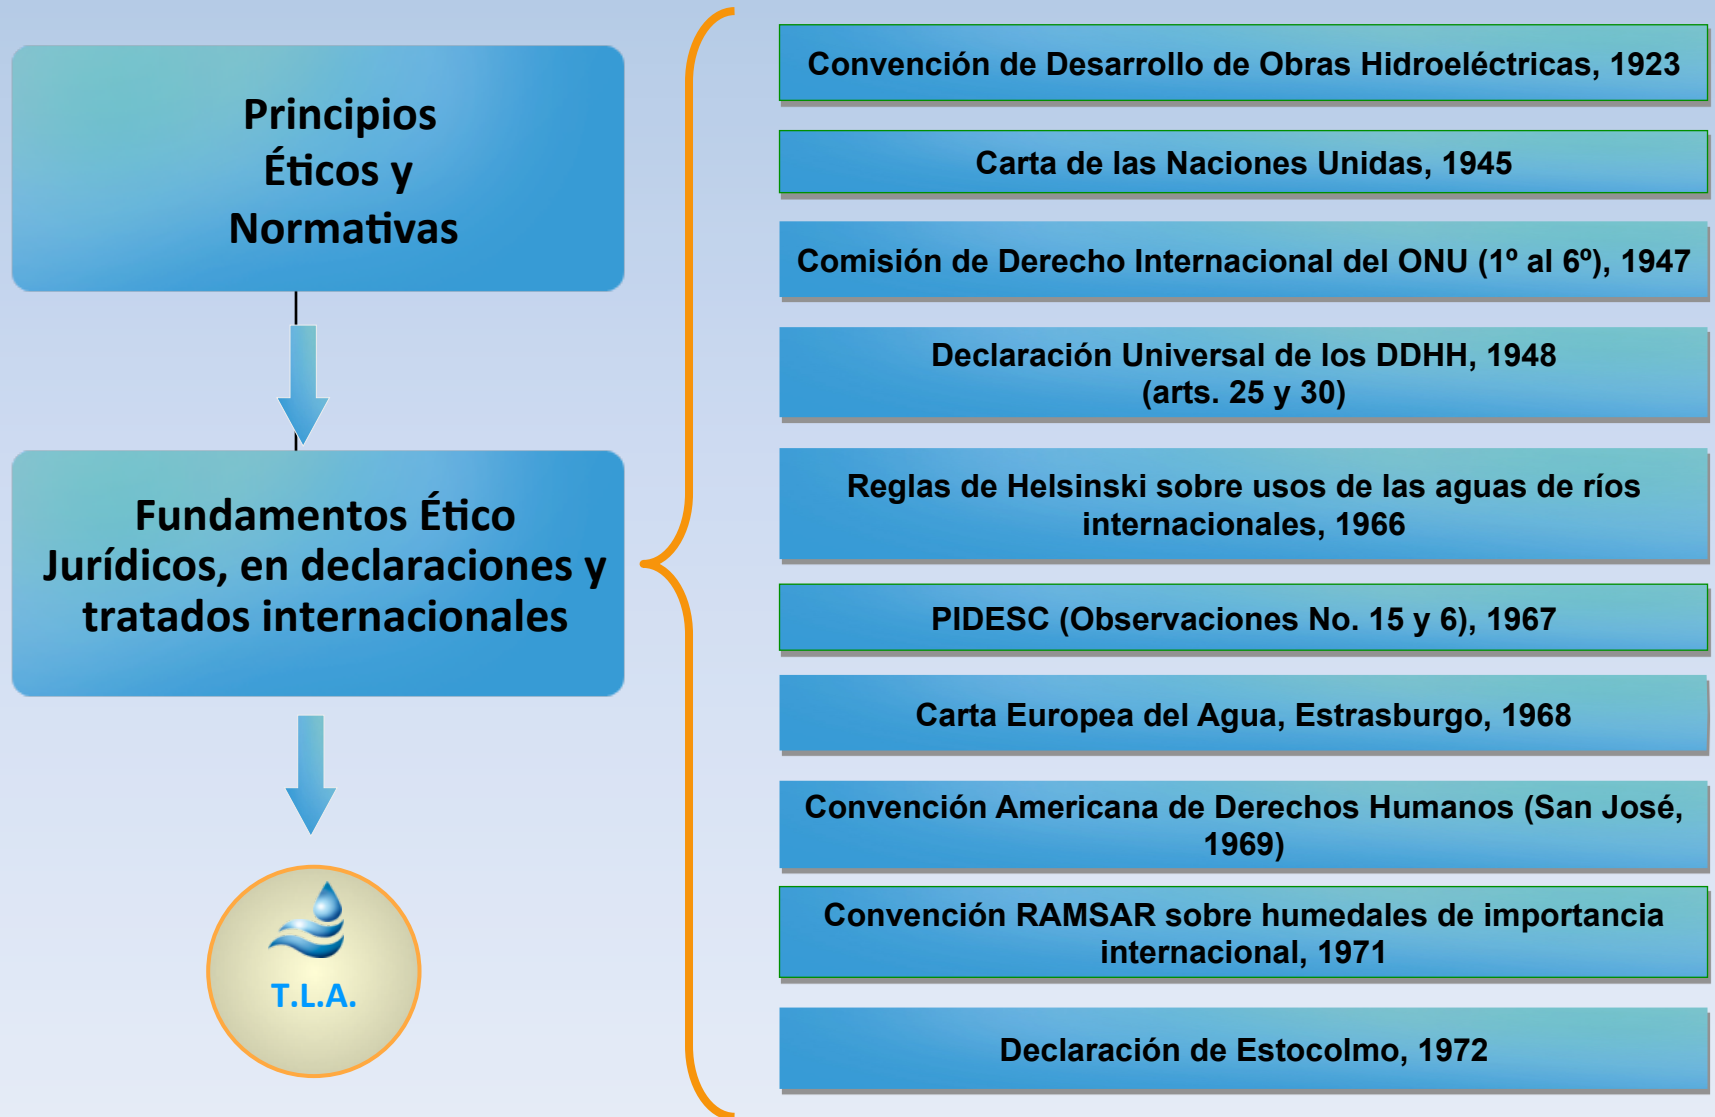 Principios
Éticos y
Normativas
Fundamentos Ético
Jurídicos, en declaraciones y
tratados internacionales
T.L.A.
Convención de Desarrollo de Obras Hidroeléctricas, 1923
Carta de las Naciones Unidas, 1945
Comisión de Derecho Internacional del ONU (1º al 6º), 1947
Declaración Universal de los DDHH, 1948
(arts. 25 y 30)
Reglas de Helsinski sobre usos de las aguas de ríos
internacionales, 1966
PIDESC (Observaciones No. 15 y 6), 1967
Carta Europea del Agua, Estrasburgo, 1968
Convención Americana de Derechos Humanos (San José,
1969)
Convención RAMSAR sobre humedales de importancia
internacional, 1971
Declaración de Estocolmo, 1972